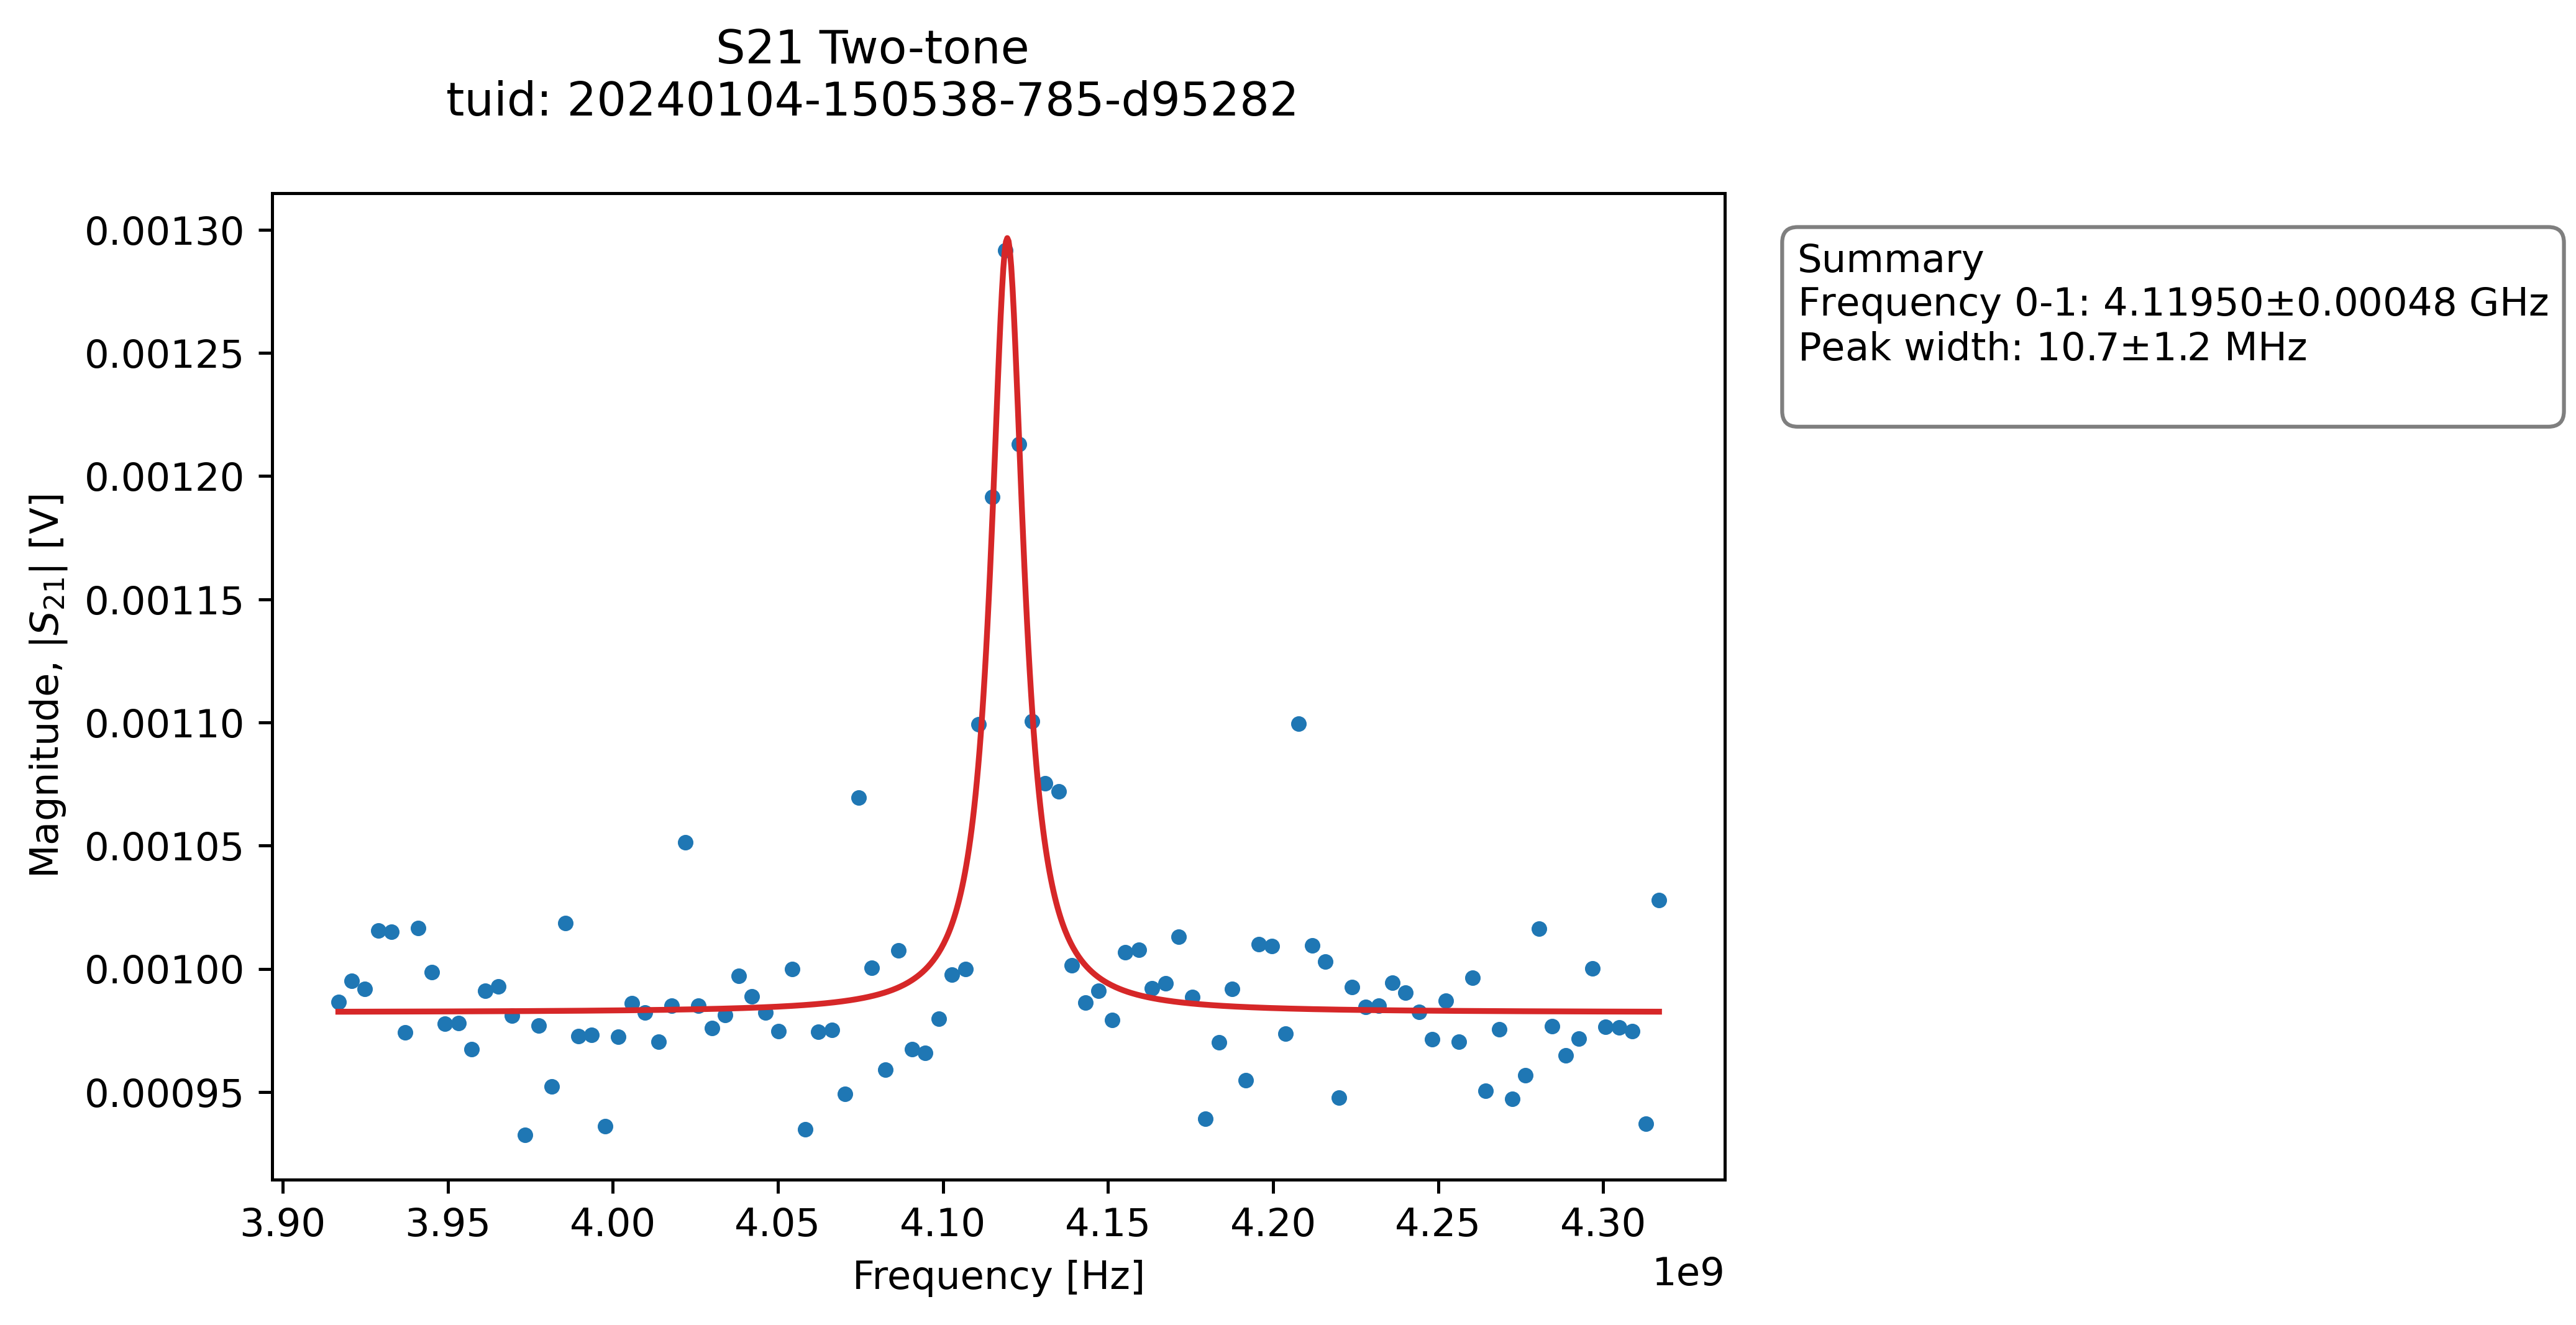 S21 Two-tone
tuid: 20240104-150538-785-d95282
0.00130
0.00125
0.00120
0.00115
0.00110
0.00105
0.00100
0.00095
Magnitude, |S21| [V]
3.90 3.95 4.00 4.05 4.10 4.15 4.20 4.25 4.30
1e9
Frequency [Hz]
Summary
Frequency 0-1: 4.11950±0.00048 GHz
Peak width: 10.7±1.2 MHz